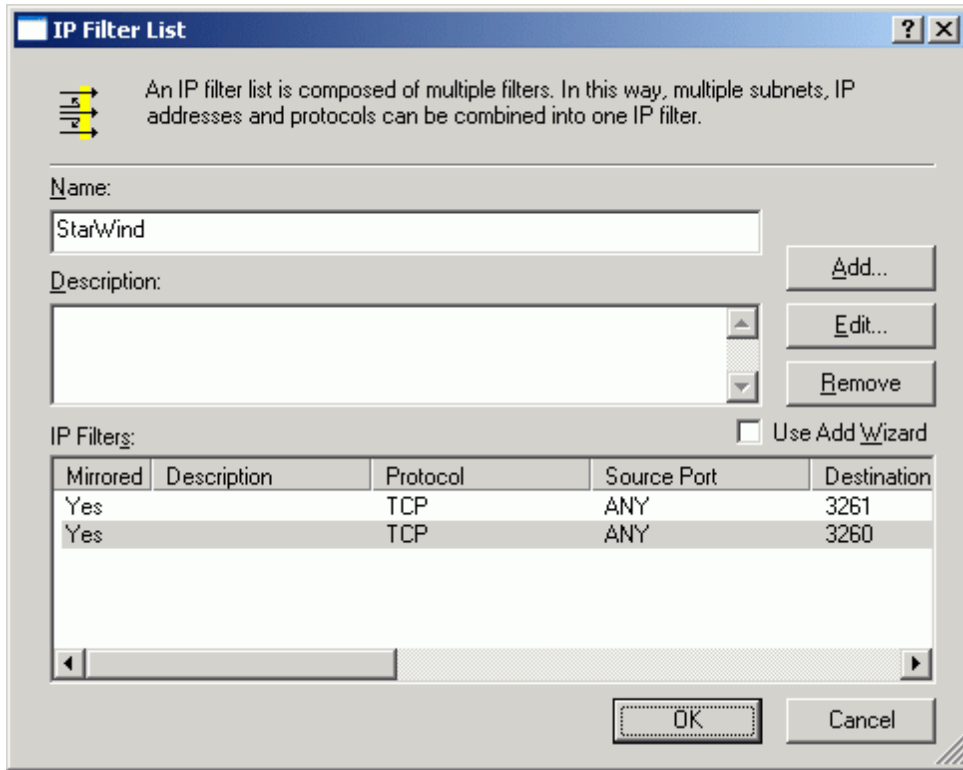 IP Filter List
An IP filter list is composed of multiple filters. In this way, multiple subnets, IP
addresses and protocols can be combined into one IP filter.
Name:
StarWind
Add...
Description:
Edit...
Remove
IP Filters:
Use Add Wizard
Mirrored Description Protocol Source Port Destination
Yes TCP ANY 3261
Yes TCP ANY 3260
OK Cancel